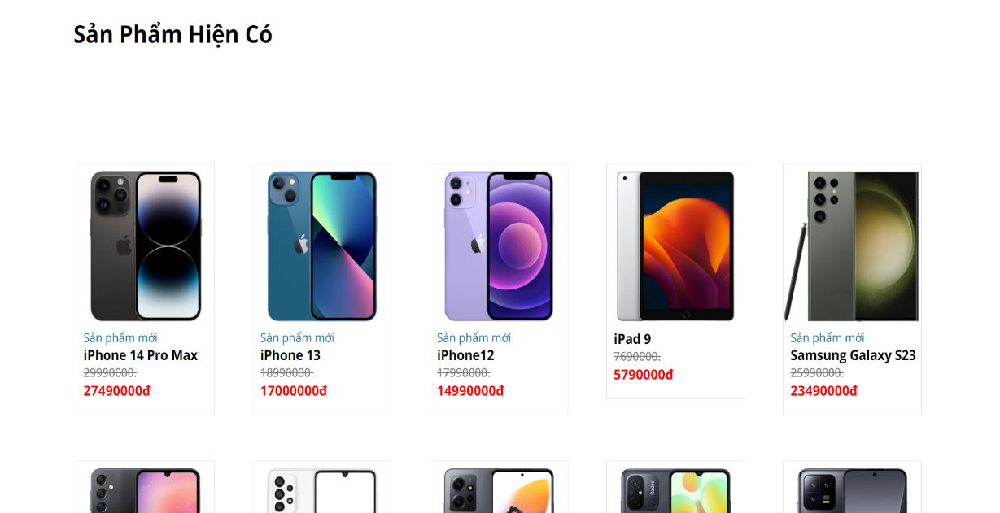 Sản Phẩm Hiện Có
Sản phẩm mới
iPhone 14 Pro Max
29990000.
27490000đ
Sản phẩm mới
iPhone 13
18990000.
17000000đ
Sản phẩm mới
iPhone12
17990000.
14990000đ
iPad 9
7690000.
5790000đ
Sản phẩm mới
Samsung Galaxy S23
25990000.
23490000đ
Redmi